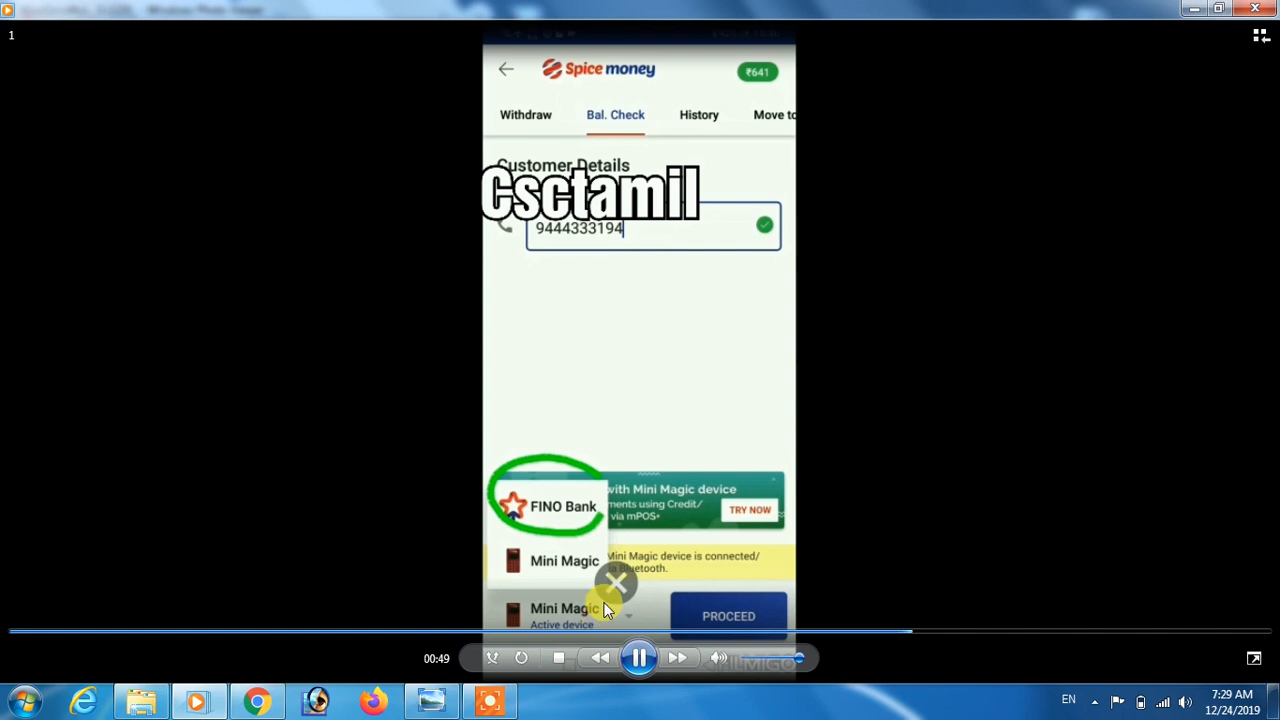 1
Spice money
₹641
Withdraw
Bal. Check
History
Move to
Customer Details
Csctamil
9444333194
with Mini Magic device
ments using Credit/
via mPOS+
TRY NOW
FINO Bank
Mini Magic
Mini Magic device is connected/
ia Bluetooth.
Mini Magic
Active device
PROCEED
00:49
EN
7:29 AM
12/24/2019